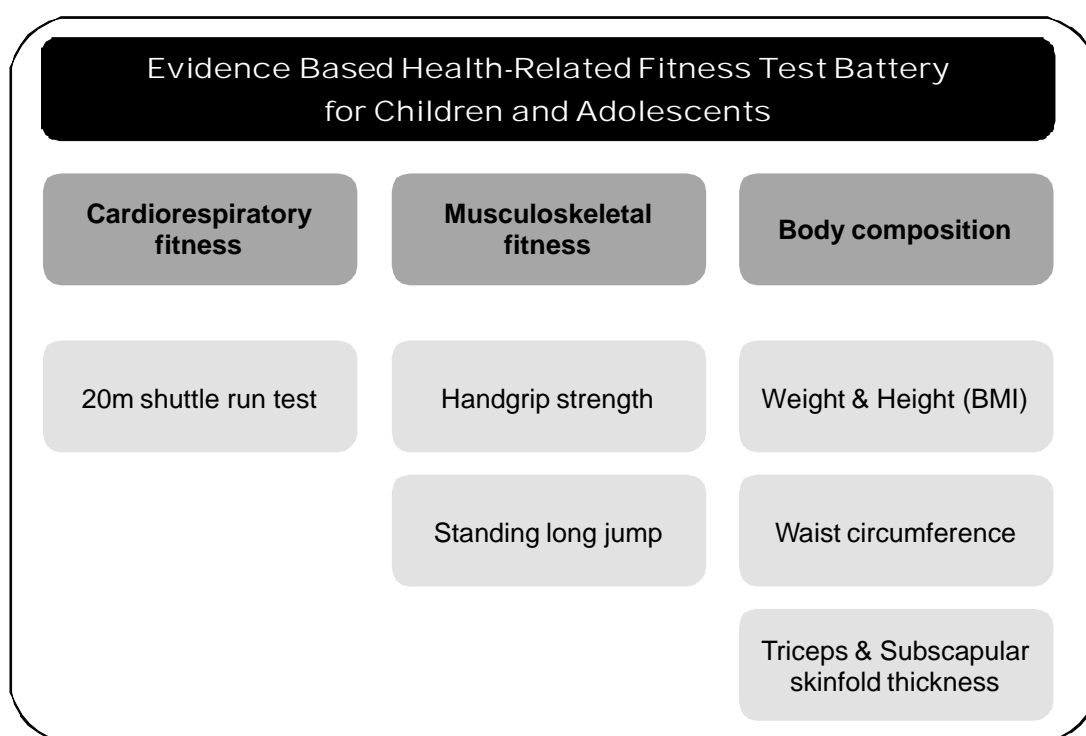 Evidence Based Health-Related Fitness Test Battery
for Children and Adolescents
Cardiorespiratory
fitness
Musculoskeletal
fitness
Body composition
20m shuttle run test
Handgrip strength
Weight & Height (BMI)
Standing long jump
Waist circumference
Triceps & Subscapular
skinfold thickness